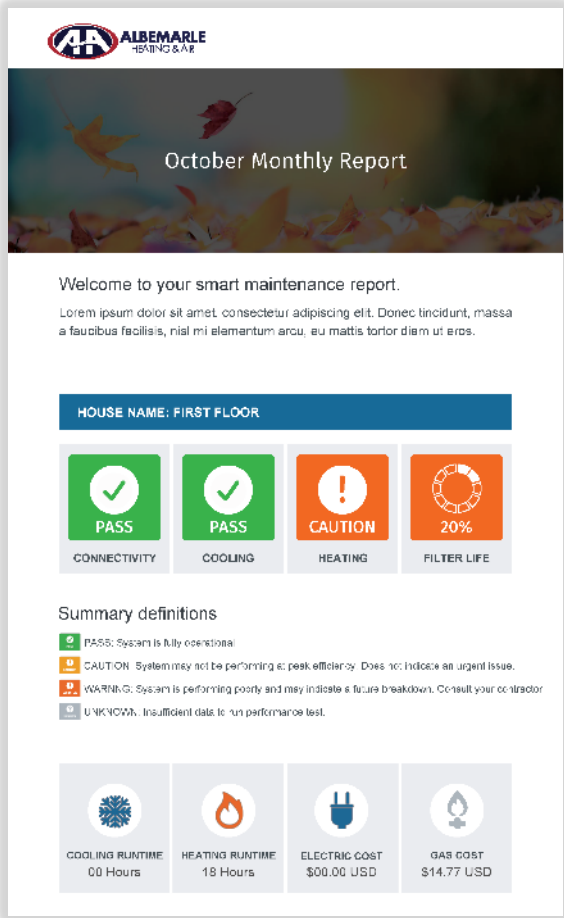 AHA ALBEMARLE
HEATING & AIR
October Monthly Report
Welcome to your smart maintenance report.
Lorem ipsum dolor sit amet, consectetur adipiscing elit. Donec tincidunt, massa
a faucibus facilisis, nisl mi elementum arcu, eu mattis tortor diam ut eros.
HOUSE NAME: FIRST FLOOR
PASS PASS CAUTION 20%
CONNECTIVITY COOLING HEATING FILTER LIFE
Summary definitions
PASS: System is fully operational
CAUTION: System may not be performing at peak efficiency. Does not indicate an urgent issue.
WARNNG: System is performing poorly and may indicate a future breakdown. Consult your contractor
UNKNOWN: Insufficient data to run performance test.
COOLING RUNTIME HEATING RUNTIME ELECTRIC COST GAS COST
00 Hours 18 Hours $00.00 USD $14.77 USD